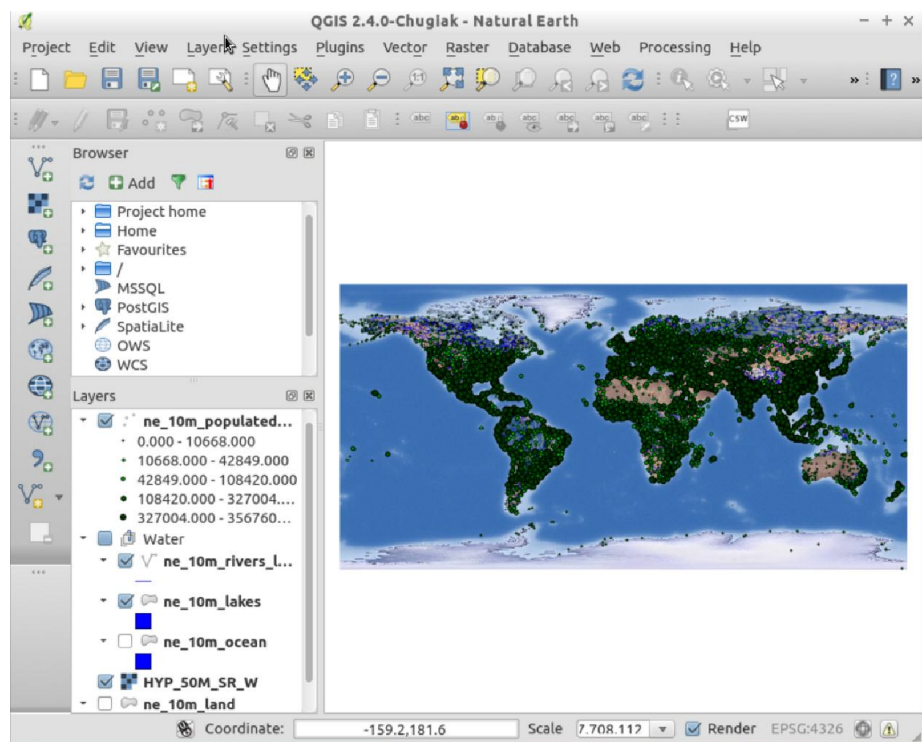 QGIS 2.4.0-Chugiak - Natural Earth
Project Edit View Layer Settings Plugins Vector Raster Database Web Processing Help
CSW
Browser
Add
Project home
Home
Favourites
/
MSSQL
PostGIS
SpatiaLite
OWS
WCS
Layers
ne_10m_populated...
0.000 - 10668.000
10668.000 - 42849.000
42849.000 - 108420.000
108420.000 - 327004....
327004.000 - 356760...
Water
ne_10m_rivers_l...
ne_10m_lakes
ne_10m_ocean
HYP_50M_SR_W
ne_10m_land
Coordinate: -159.2,181.6 Scale 7.708.112 Render EPSG:4326